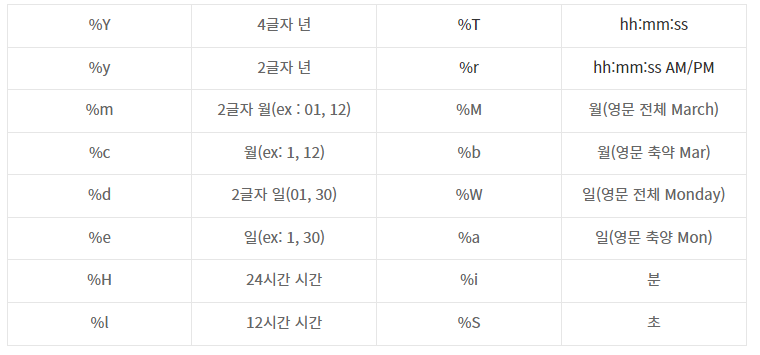 %Y 4글자 년 %T hh:mm:ss
%y 2글자 년 %r hh:mm:ss AM/PM
%m 2글자 월(ex : 01, 12) %M 월(영문 전체 March)
%c 월(ex: 1, 12) %b 월(영문 축약 Mar)
%d 2글자 일(01, 30) %W 일(영문 전체 Monday)
%e 일(ex: 1, 30) %a 일(영문 축양 Mon)
%H 24시간 시간 %i 분
%l 12시간 시간 %S 초